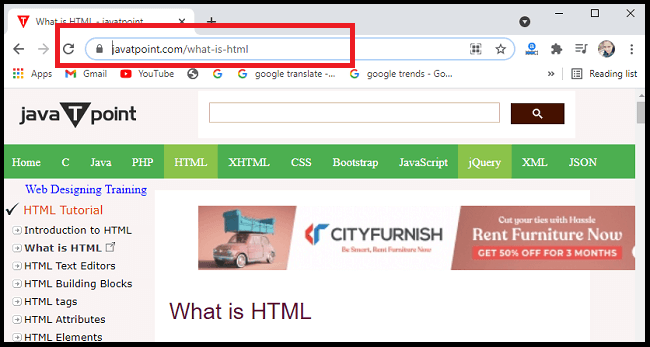 What is HTML - javatpoint
javatpoint.com/what-is-html
Apps Gmail YouTube google translate -... google trends - Go... » Reading list
javaTpoint
Home C Java PHP HTML XHTML CSS Bootstrap JavaScript jQuery XML JSON
Web Designing Training
HTML Tutorial
Introduction to HTML
What is HTML
HTML Text Editors
HTML Building Blocks
HTML tags
HTML Attributes
HTML Elements
CITYFURNISH
Be Smart, Rent Furniture
Cut your ties with Hassle
Rent Furniture Now
GET 50% OFF FOR 3 MONTHS
What is HTML